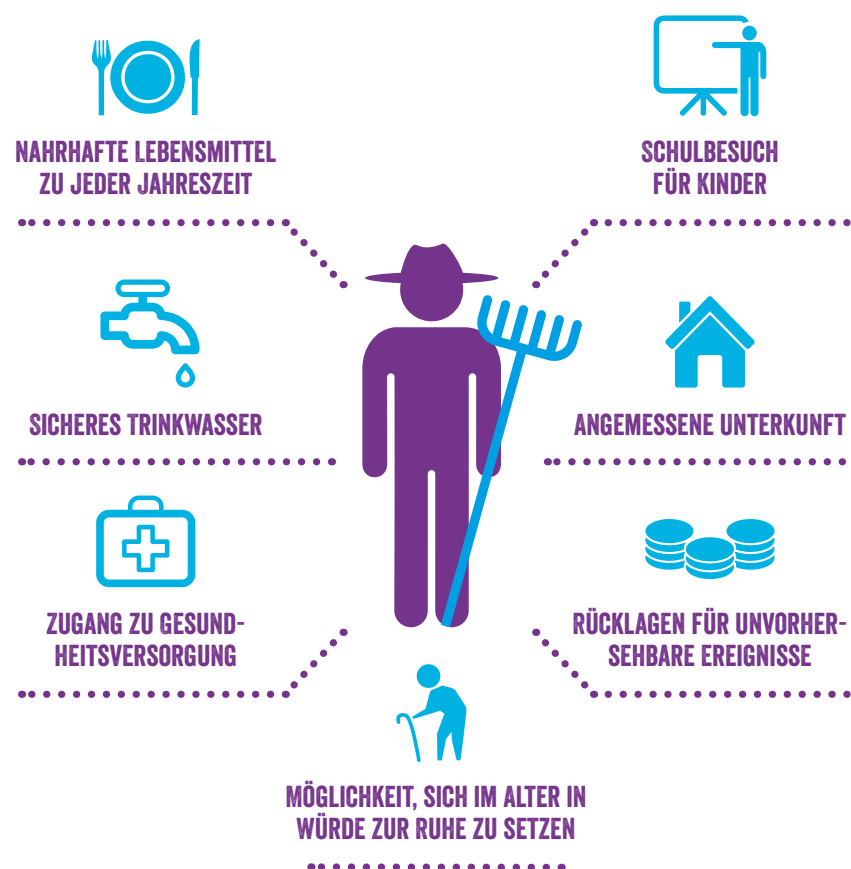 NAHRHAFTE LEBENSMITTEL
ZU JEDER JAHRESZEIT
SCHULBESUCH
FÜR KINDER
SICHERES TRINKWASSER
ANGEMESSENE UNTERKUNFT
ZUGANG ZU GESUND-
HEITSVERSORGUNG
RÜCKLAGEN FÜR UNVORHER-
SEHBARE EREIGNISSE
MÖGLICHKEIT, SICH IM ALTER IN
WÜRDE ZUR RUHE ZU SETZEN